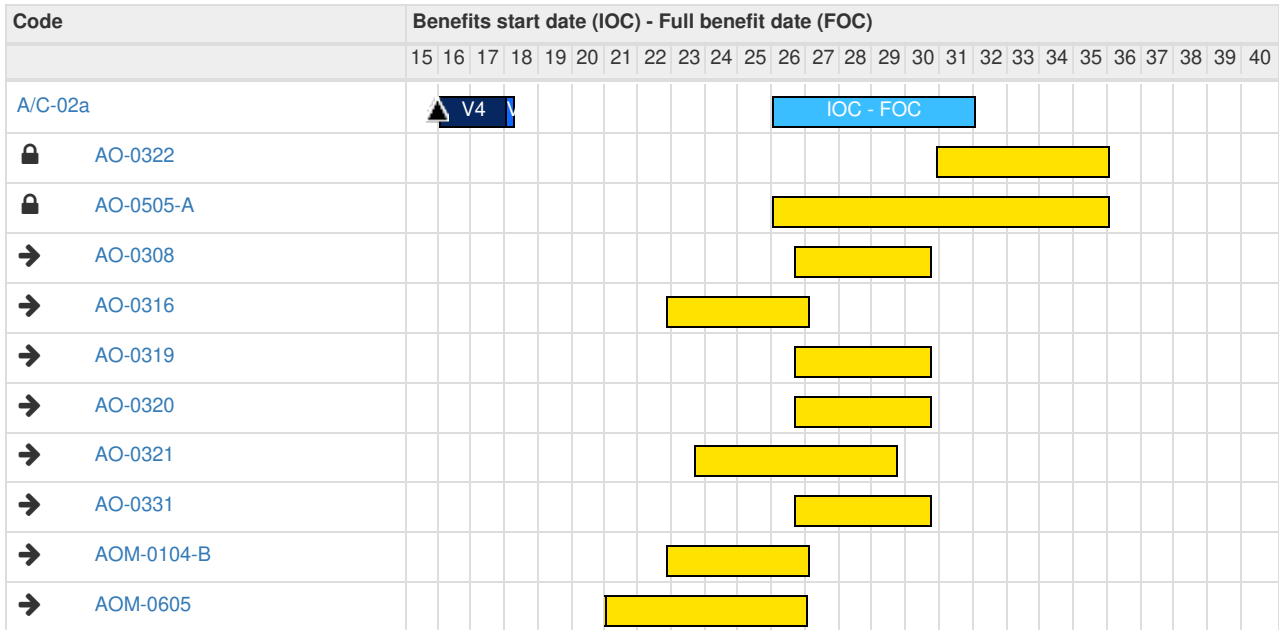 Code Benefits start date (IOC) - Full benefit date (FOC)
15 16 17 18 19 20 21 22 23 24 25 26 27 28 29 30 31 32 33 34 35 36 37 38 39 40
A/C-02a V4 V IOC - FOC
AO-0322
AO-0505-A
AO-0308
AO-0316
AO-0319
AO-0320
AO-0321
AO-0331
AOM-0104-B
AOM-0605